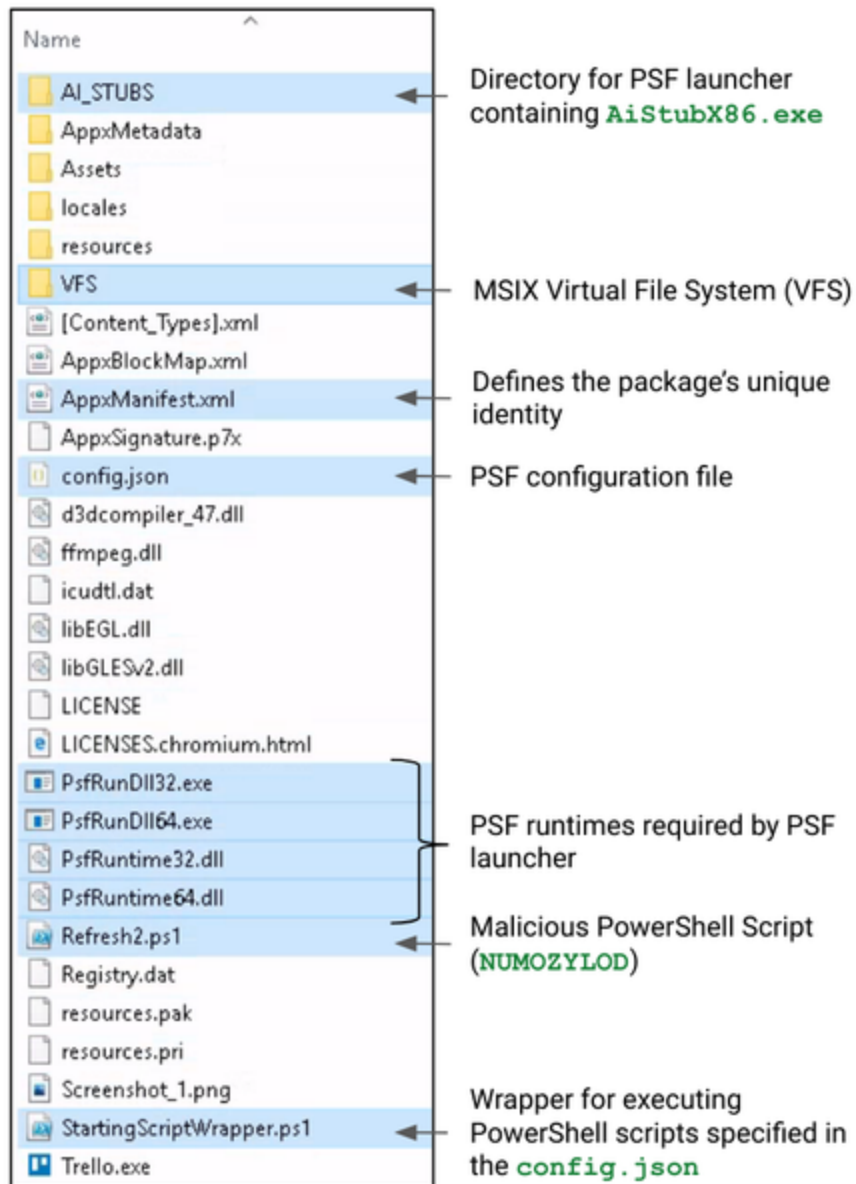 Name
AI_STUBS
Directory for PSF launcher
containing AiStubX86.exe
AppxMetadata
Assets
locales
resources
VFS
MSIX Virtual File System (VFS)
[Content_Types].xml
AppxBlockMap.xml
AppxManifest.xml
Defines the package's unique
identity
AppxSignature.p7x
config.json
PSF configuration file
d3dcompiler_47.dll
ffmpeg.dll
icudtl.dat
libEGL.dll
libGLESv2.dll
LICENSE
LICENSES.chromium.html
PsfRunDll32.exe
PsfRunDll64.exe
PsfRuntime32.dll
PsfRuntime64.dll
PSF runtimes required by PSF
launcher
Refresh2.ps1
Malicious PowerShell Script
(NUMOZYLOD)
Registry.dat
resources.pak
resources.pri
Screenshot_1.png
StartingScriptWrapper.ps1
Wrapper for executing
PowerShell scripts specified in
the config.json
Trello.exe